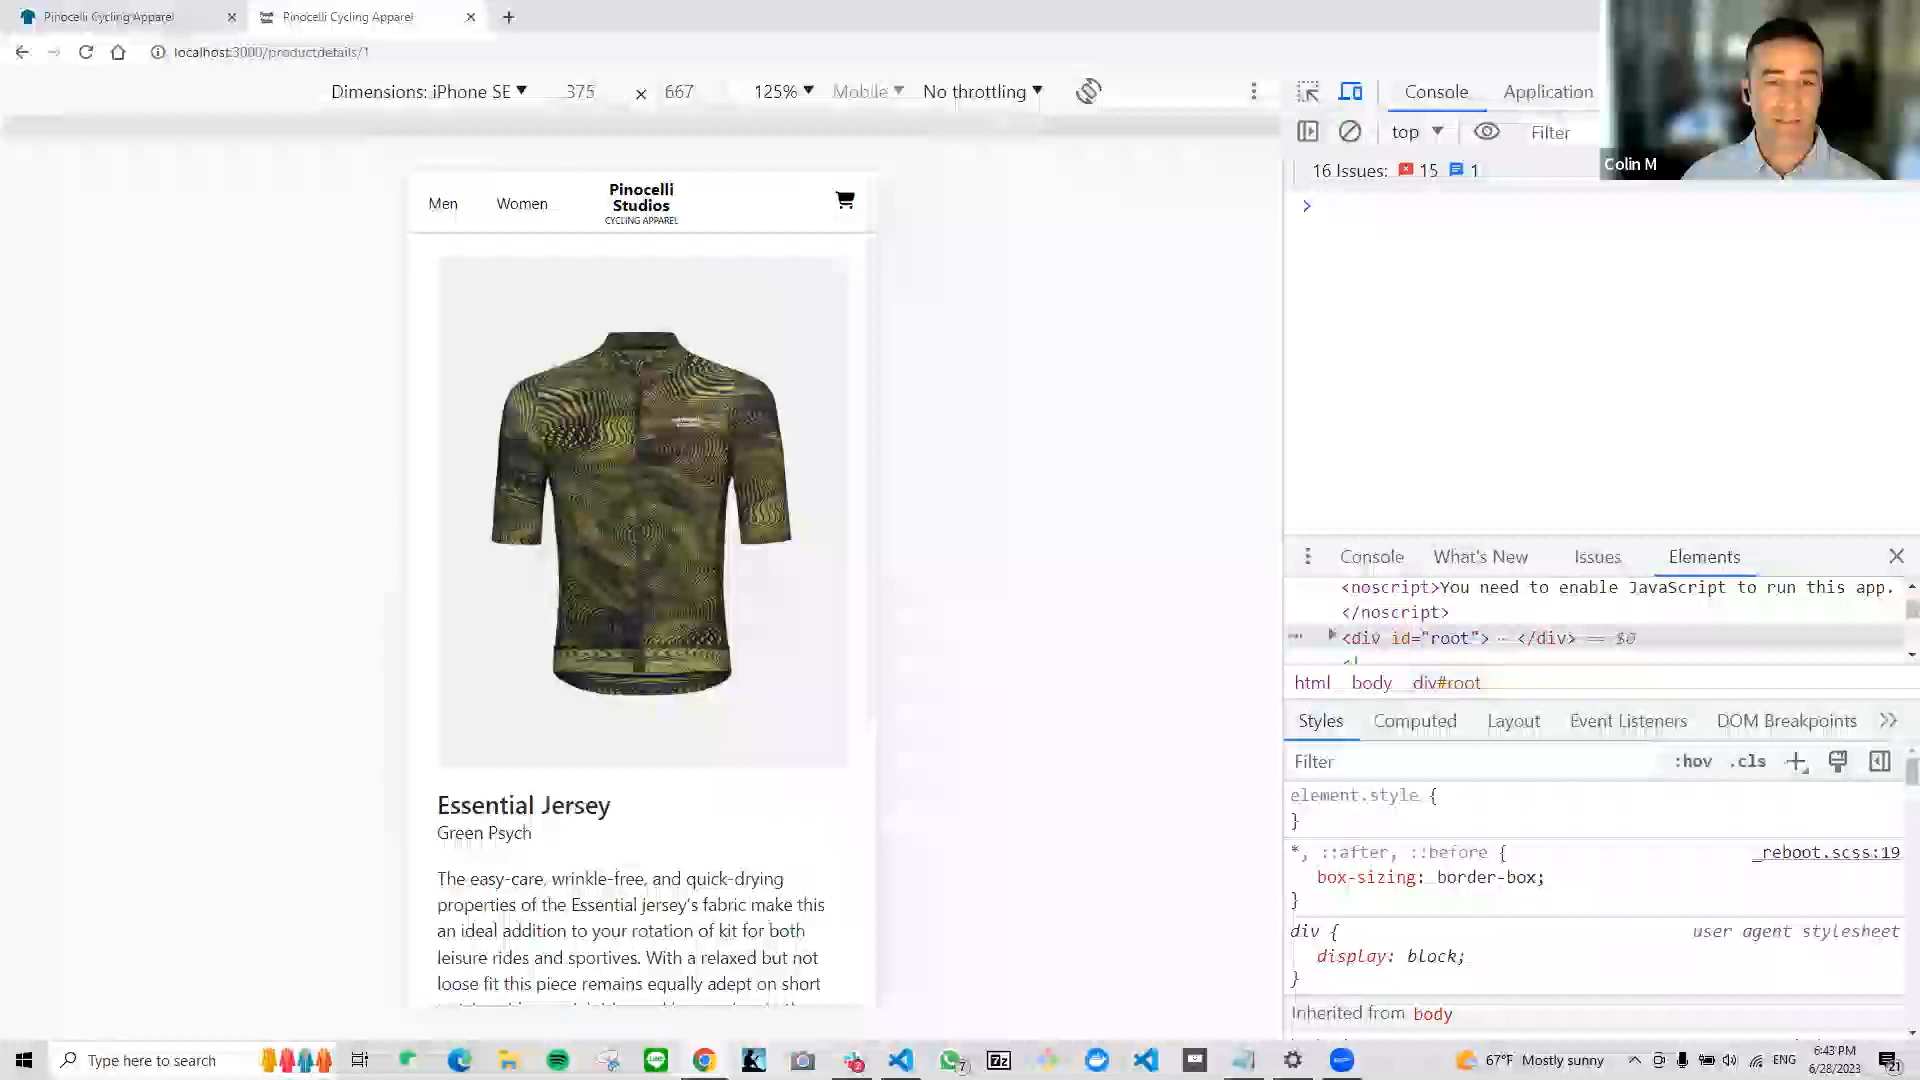 Pinocelli Cycling Apparel
Pinocelli Cycling Apparel
localhost:3000/productdetails/1
Dimensions: iPhone SE 375 × 667 125% Mobile No throttling
Console Application
top Filter
16 Issues: 15 1
Colin M
>
Men Women
Pinocelli
Studios
CYCLING APPAREL
Essential Jersey
Green Psych
The easy-care, wrinkle-free, and quick-drying
properties of the Essential jersey's fabric make this
an ideal addition to your rotation of kit for both
leisure rides and sportives. With a relaxed but not
loose fit this piece remains equally adept on short
Console What's New Issues Elements
<noscript>You need to enable JavaScript to run this app.
</noscript>
<div id="root"> … </div> == $0
html body div#root
Styles Computed Layout Event Listeners DOM Breakpoints
Filter :hov .cls
element.style {
}
*, ::after, ::before { _reboot.scss:19
box-sizing: border-box;
}
div { user agent stylesheet
display: block;
}
Inherited from body
Type here to search
67°F Mostly sunny ENG
6:43 PM
6/28/2023
21